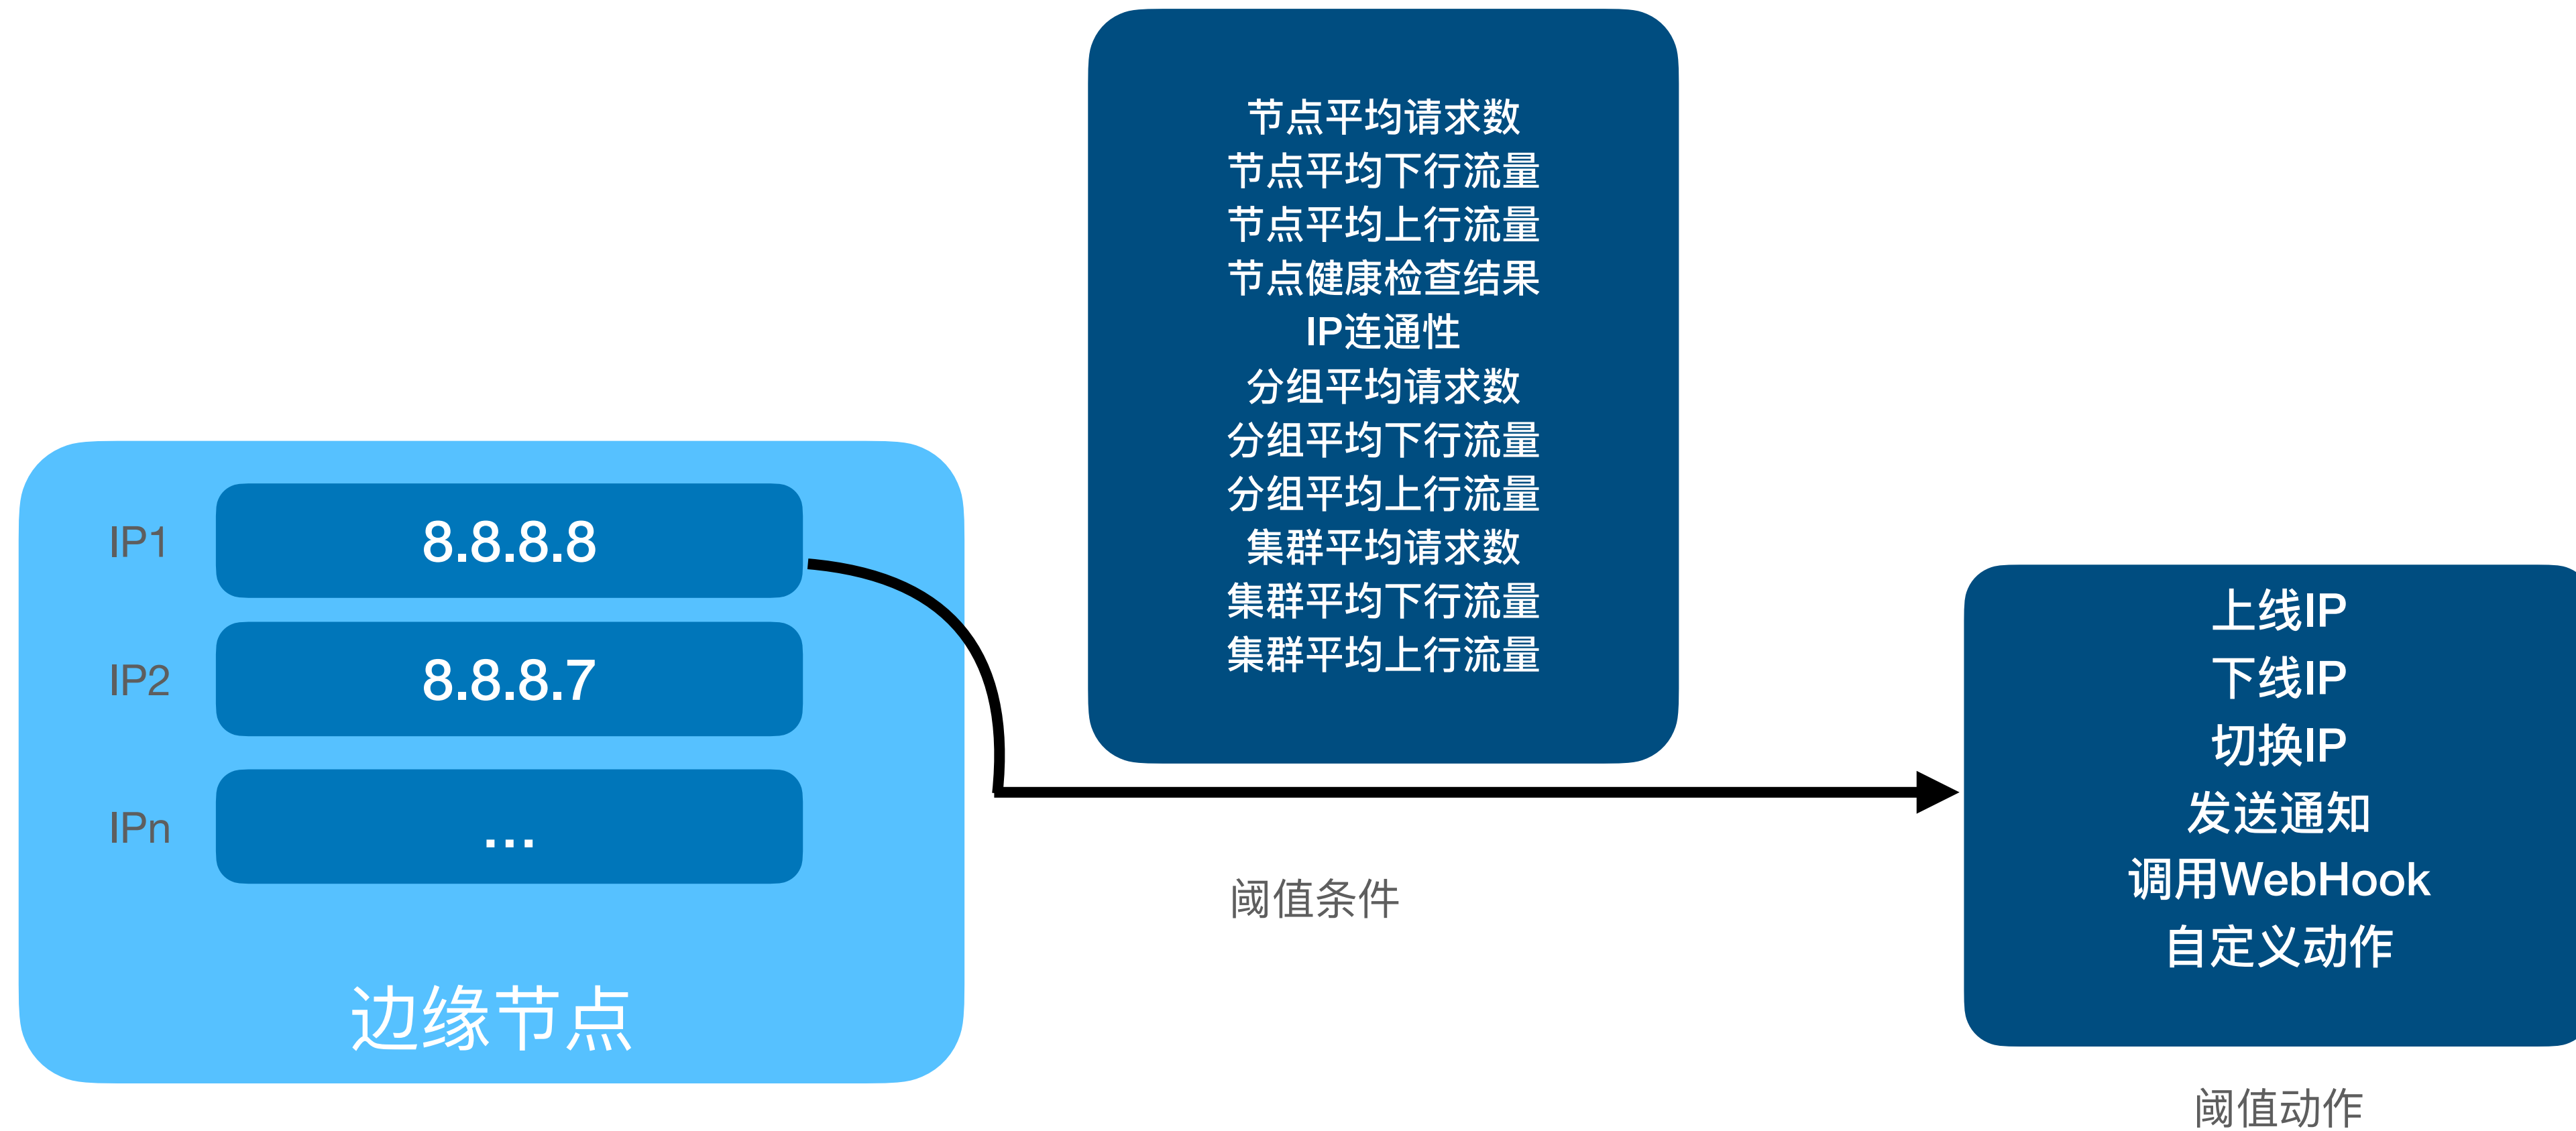 节点平均请求数
节点平均下行流量
节点平均上行流量
节点健康检查结果
IP连通性
分组平均请求数
分组平均下行流量
分组平均上行流量
集群平均请求数
集群平均下行流量
集群平均上行流量
IP1
8.8.8.8
IP2
8.8.8.7
IPn
...
边缘节点
阈值条件
上线IP
下线IP
切换IP
发送通知
调用WebHook
自定义动作
阈值动作